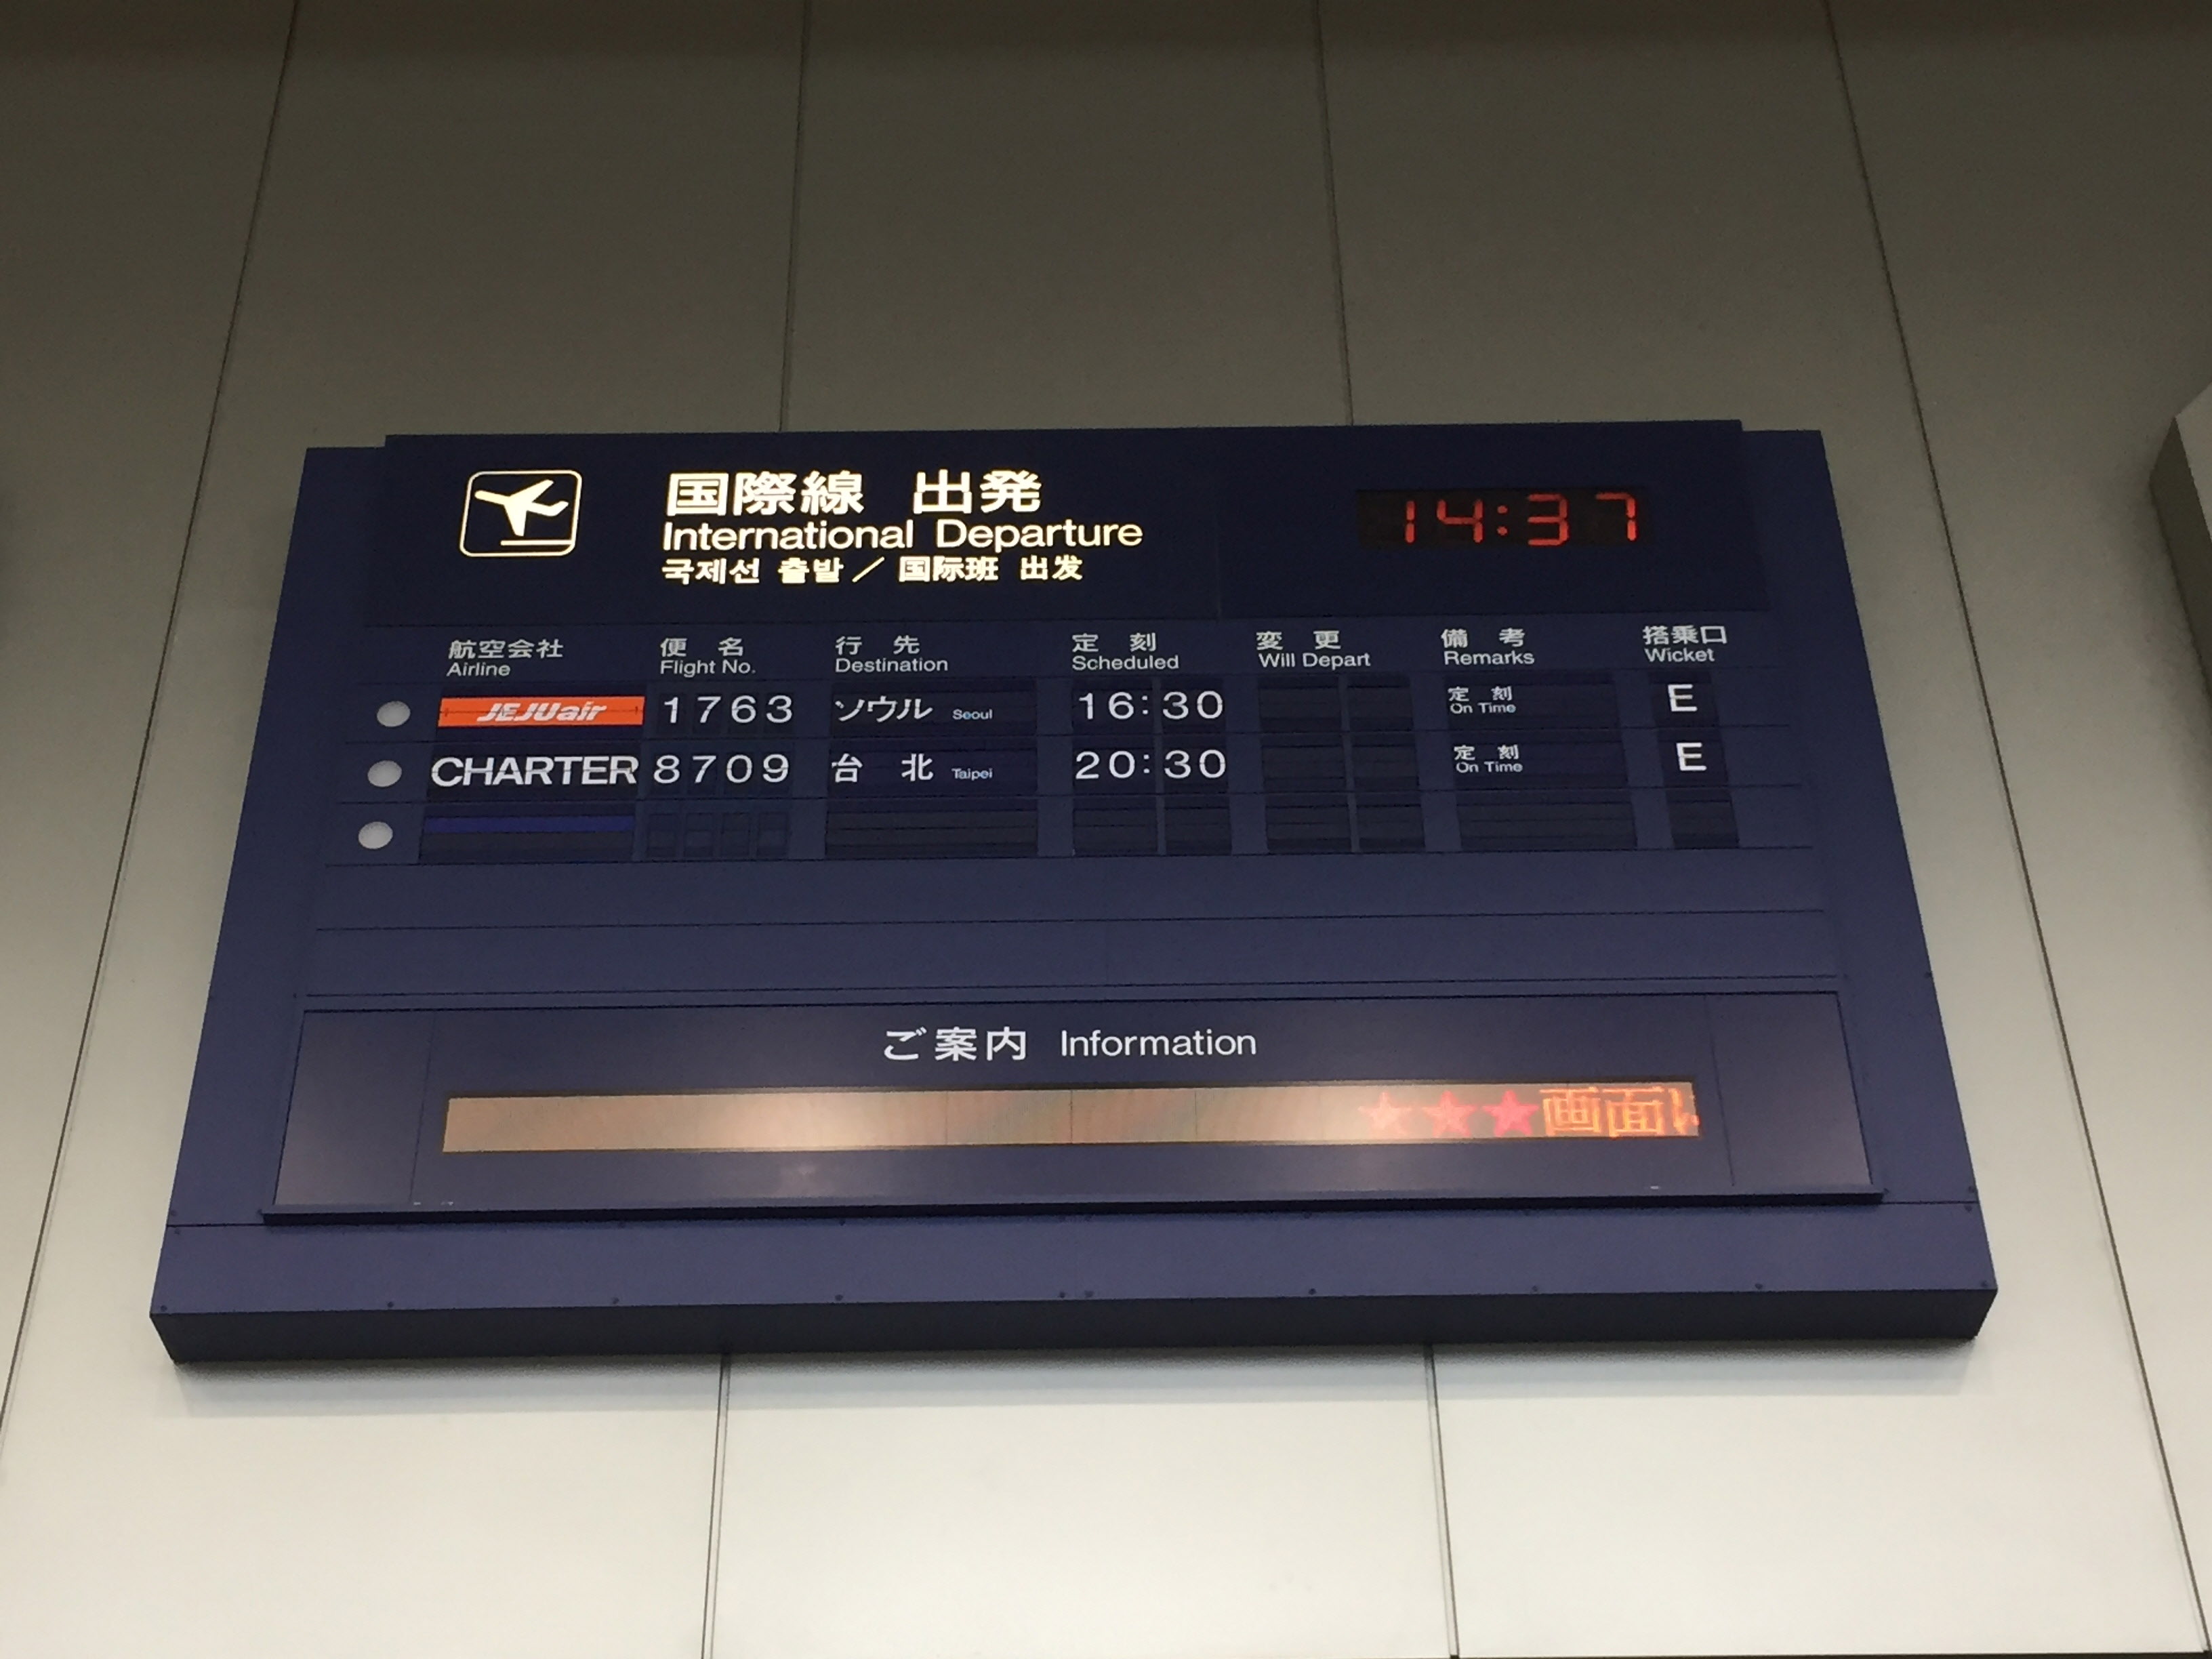 国際線 出発
International Departure
국제선 출발 / 国际班 出发
14:37
航空会社 便名 行先 定刻 変更 備考 搭乗口
Airline Flight No. Destination Scheduled Will Depart Remarks Wicket
JEJUair 1763 ソウル Seoul 16:30 定刻 On Time E
CHARTER 8709 台北 Taipei 20:30 定刻 On Time E
ご案内 Information
★★★画面